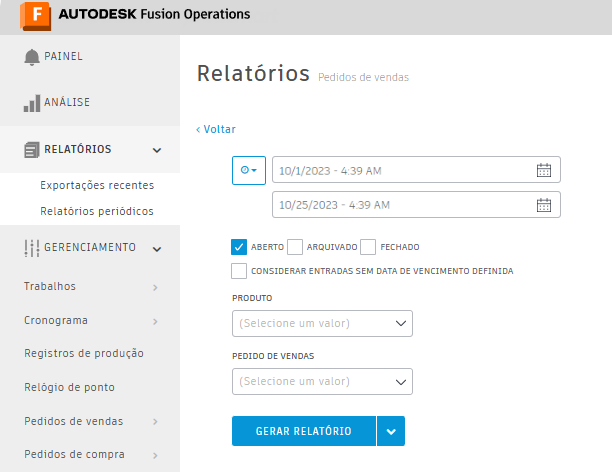 AUTODESK Fusion Operations
PAINEL
ANÁLISE
RELATÓRIOS
Exportações recentes
Relatórios periódicos
GERENCIAMENTO
Trabalhos
Cronograma
Registros de produção
Relógio de ponto
Pedidos de vendas
Pedidos de compra
Relatórios Pedidos de vendas
‹ Voltar
10/1/2023 - 4:39 AM
10/25/2023 - 4:39 AM
ABERTO ARQUIVADO FECHADO
CONSIDERAR ENTRADAS SEM DATA DE VENCIMENTO DEFINIDA
PRODUTO
(Selecione um valor)
PEDIDO DE VENDAS
(Selecione um valor)
GERAR RELATÓRIO